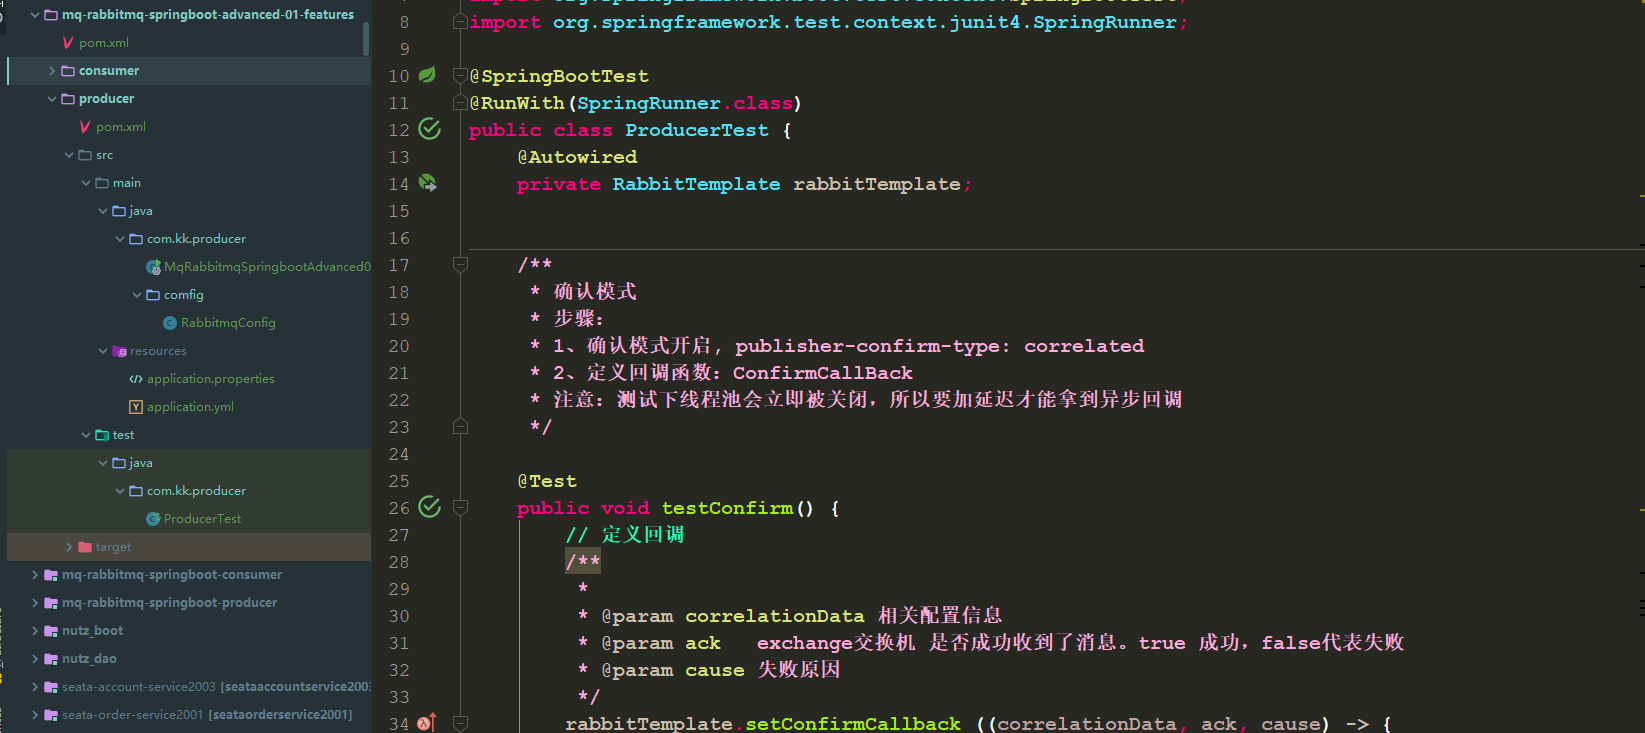 mq-rabbitmq-springboot-advanced-01-features
pom.xml
consumer
producer
pom.xml
src
main
java
com.kk.producer
MqRabbitmqSpringbootAdvanced0
comfig
RabbitmqConfig
resources
application.properties
application.yml
test
java
com.kk.producer
ProducerTest
target
mq-rabbitmq-springboot-consumer
mq-rabbitmq-springboot-producer
nutz_boot
nutz_dao
seata-account-service2003 [seataaccountservice2003
seata-order-service2001 [seataorderservice2001]
8 import org.springframework.test.context.junit4.SpringRunner;
9
10 @SpringBootTest
11 @RunWith(SpringRunner.class)
12 public class ProducerTest {
13 @Autowired
14 private RabbitTemplate rabbitTemplate;
15
16
17 /**
18 * 确认模式
19 * 步骤：
20 * 1、确认模式开启, publisher-confirm-type: correlated
21 * 2、定义回调函数：ConfirmCallBack
22 * 注意：测试下线程池会立即被关闭，所以要加延迟才能拿到异步回调
23 */
24
25 @Test
26 public void testConfirm() {
27 // 定义回调
28 /**
29 *
30 * @param correlationData 相关配置信息
31 * @param ack exchange交换机 是否成功收到了消息。true 成功，false代表失败
32 * @param cause 失败原因
33 */
34 rabbitTemplate.setConfirmCallback ((correlationData, ack, cause) -> {